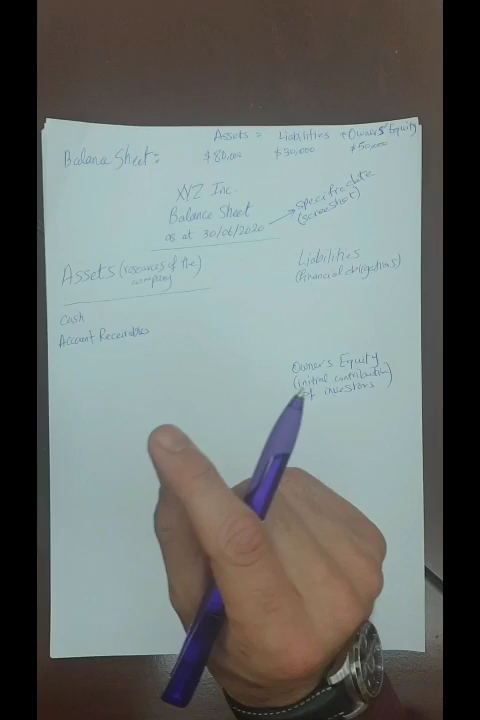 Assets = Liabilities + Owner's Equity
Balance Sheet:
$80,000 $30,000 $50,000
XYZ Inc.
Balance Sheet
as at 30/06/2020
specific date
(screenshot)
Assets (resources of the
company)
Cash
Account Receivables
Liabilities
(financial obligations)
Owner's Equity
(initial contribution
of investors)